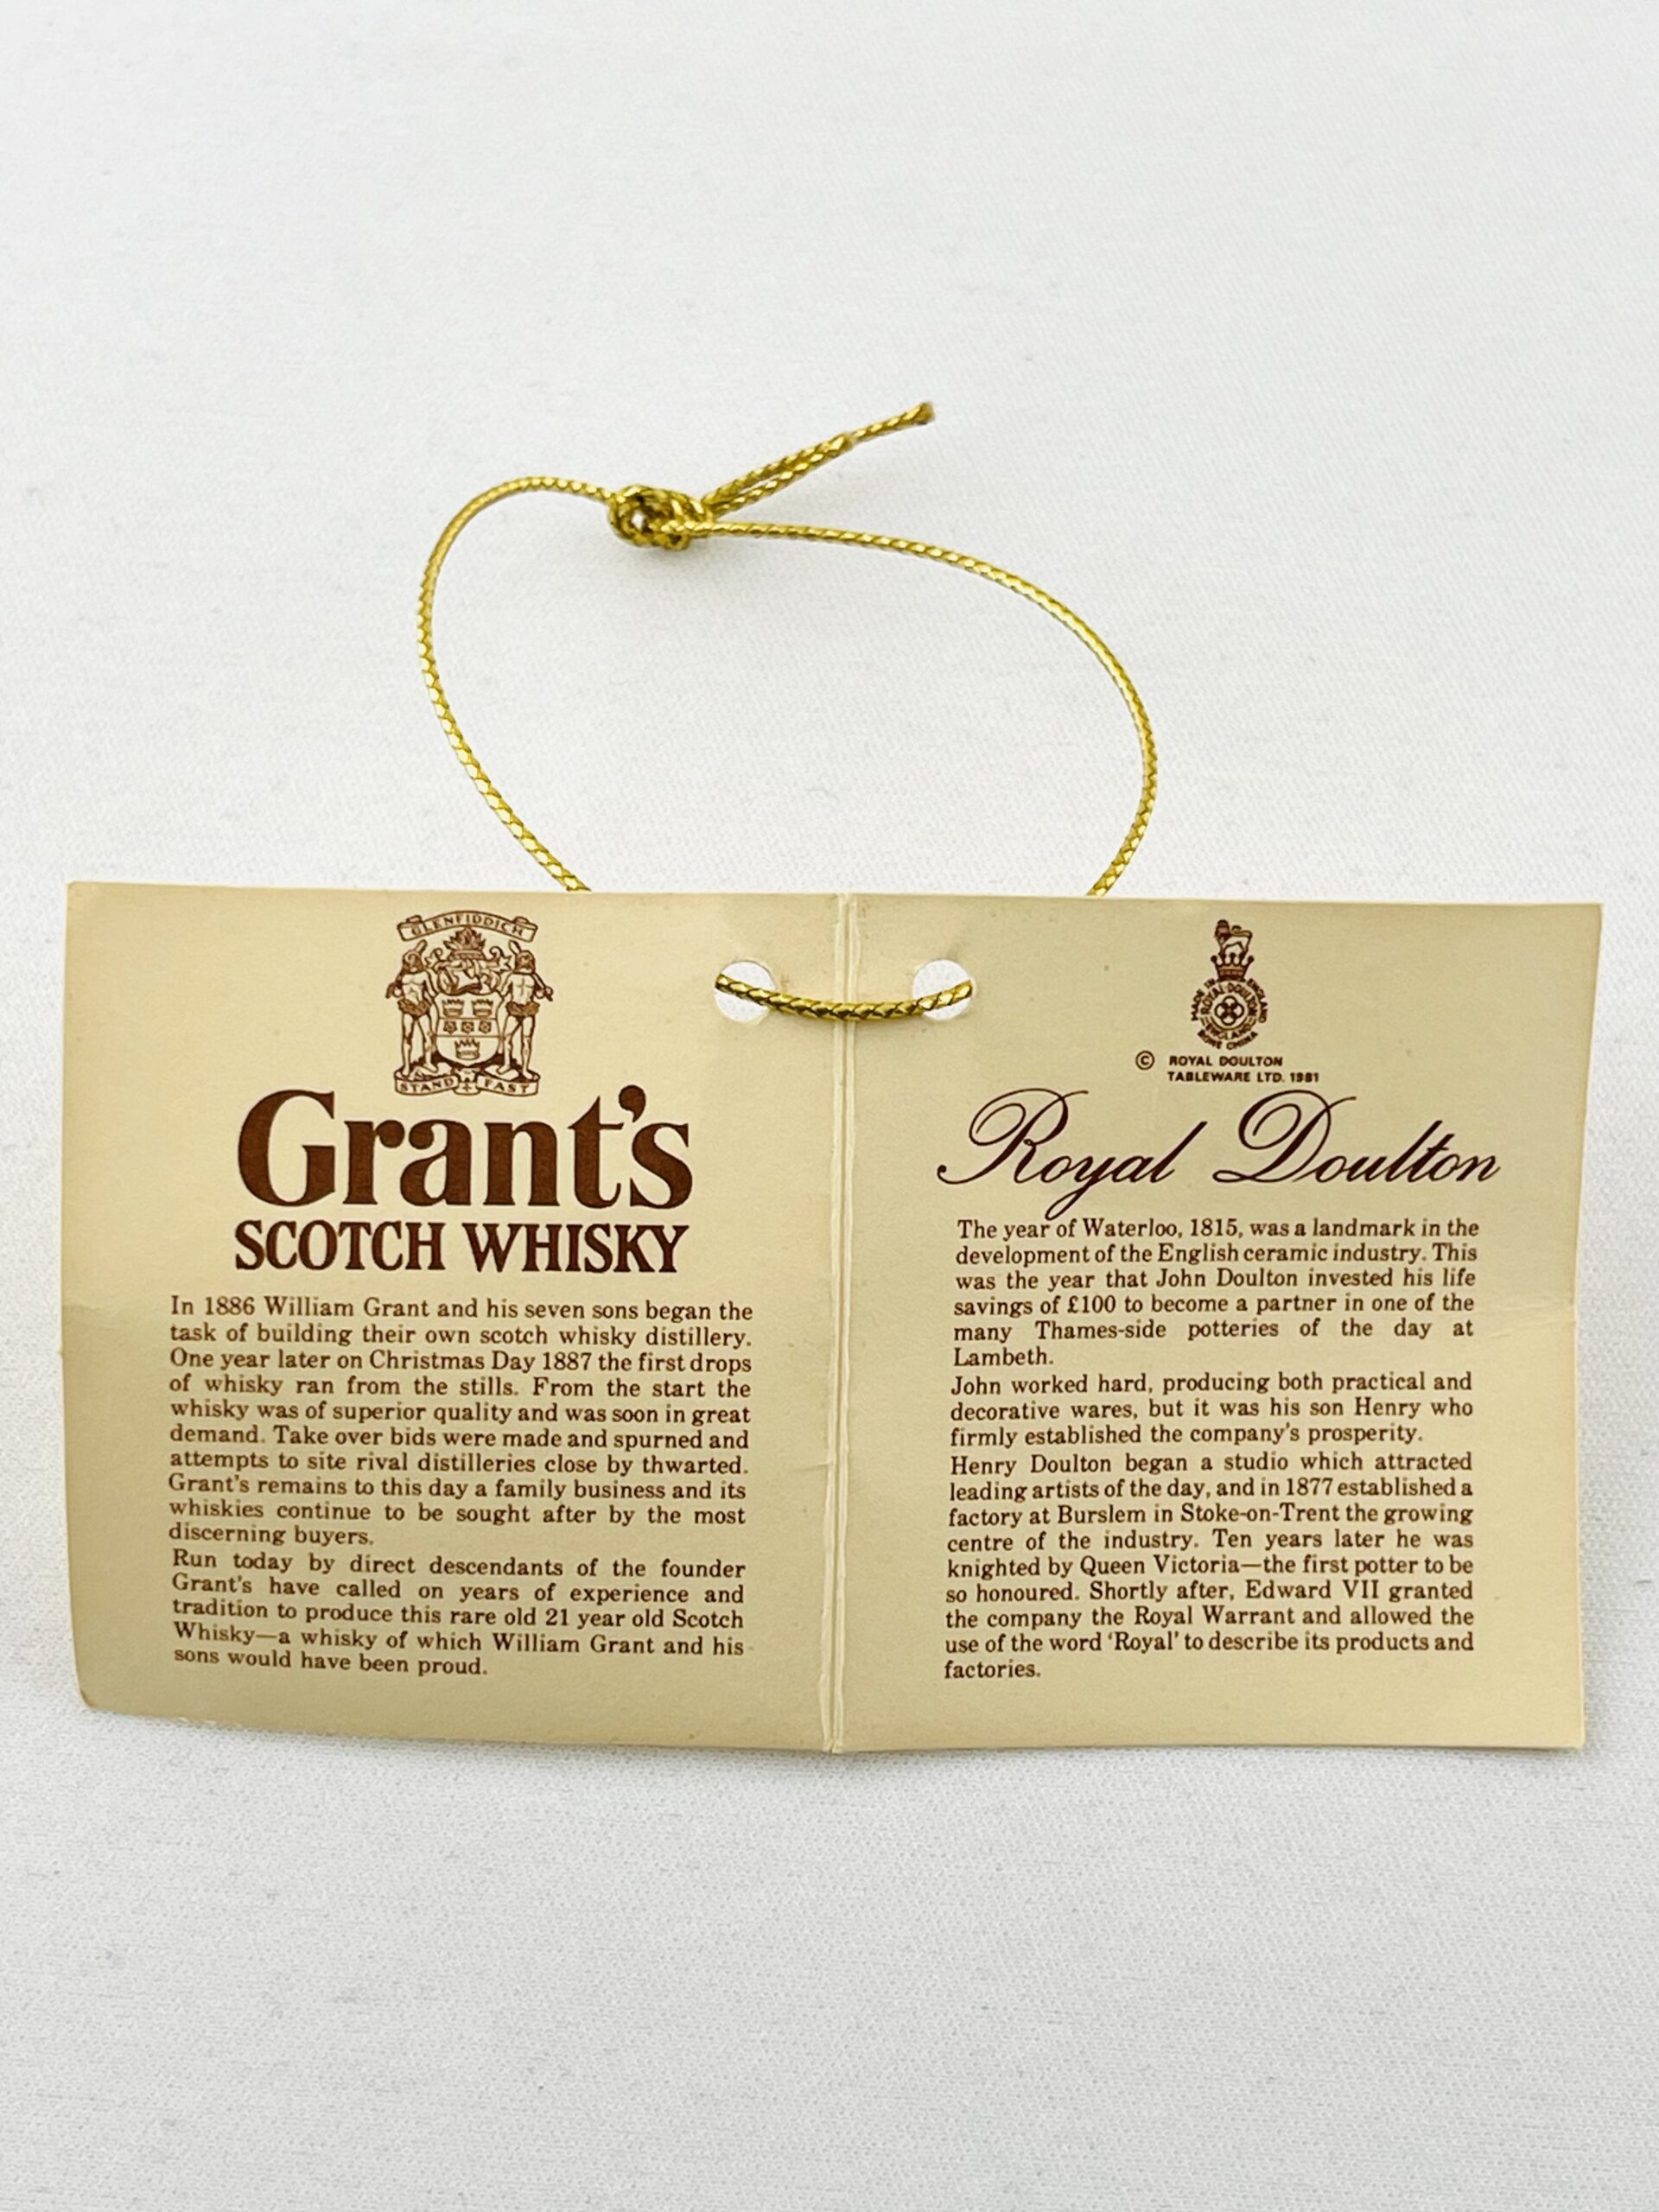 GLENFIDDICH
STAND FAST
Grant's
SCOTCH WHISKY
In 1886 William Grant and his seven sons began the
task of building their own scotch whisky distillery.
One year later on Christmas Day 1887 the first drops
of whisky ran from the stills. From the start the
whisky was of superior quality and was soon in great
demand. Take over bids were made and spurned and
attempts to site rival distilleries close by thwarted.
Grant's remains to this day a family business and its
whiskies continue to be sought after by the most
discerning buyers.
Run today by direct descendants of the founder
Grant's have called on years of experience and
tradition to produce this rare old 21 year old Scotch
Whisky—a whisky of which William Grant and his
sons would have been proud.
MADE IN ENGLAND
ROYAL DOULTON
ENGLAND
BONE CHINA
© ROYAL DOULTON
TABLEWARE LTD. 1981
Royal Doulton
The year of Waterloo, 1815, was a landmark in the
development of the English ceramic industry. This
was the year that John Doulton invested his life
savings of £100 to become a partner in one of the
many Thames-side potteries of the day at
Lambeth.
John worked hard, producing both practical and
decorative wares, but it was his son Henry who
firmly established the company's prosperity.
Henry Doulton began a studio which attracted
leading artists of the day, and in 1877 established a
factory at Burslem in Stoke-on-Trent the growing
centre of the industry. Ten years later he was
knighted by Queen Victoria—the first potter to be
so honoured. Shortly after, Edward VII granted
the company the Royal Warrant and allowed the
use of the word 'Royal' to describe its products and
factories.